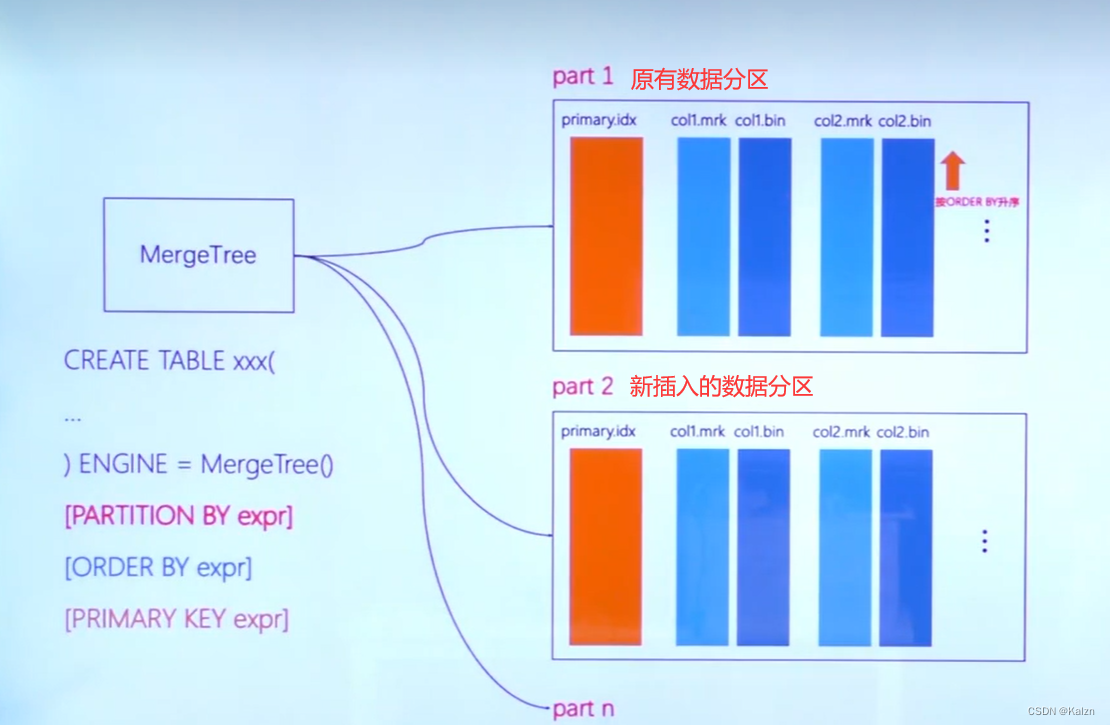 part 1 原有数据分区
primary.idx col1.mrk col1.bin col2.mrk col2.bin
按ORDER BY升序
MergeTree
CREATE TABLE xxx(
...
) ENGINE = MergeTree()
[PARTITION BY expr]
[ORDER BY expr]
[PRIMARY KEY expr]
part 2 新插入的数据分区
primary.idx col1.mrk col1.bin col2.mrk col2.bin
part n
CSDN @Kalzn